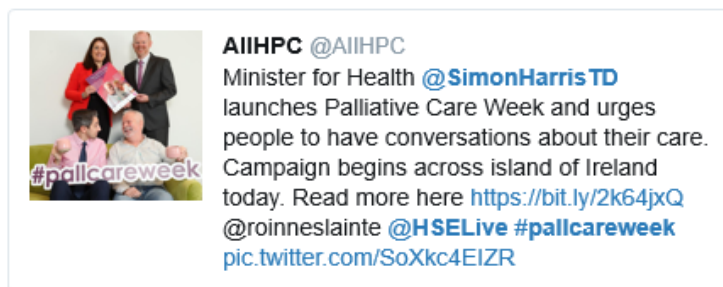 AIIHPC @AIIHPC
Minister for Health @SimonHarrisTD
launches Palliative Care Week and urges
people to have conversations about their care.
Campaign begins across island of Ireland
today. Read more here https://bit.ly/2k64jxQ
@roinneslainte @HSELive #pallcareweek
pic.twitter.com/SoXkc4EIZR
#pallcareweek